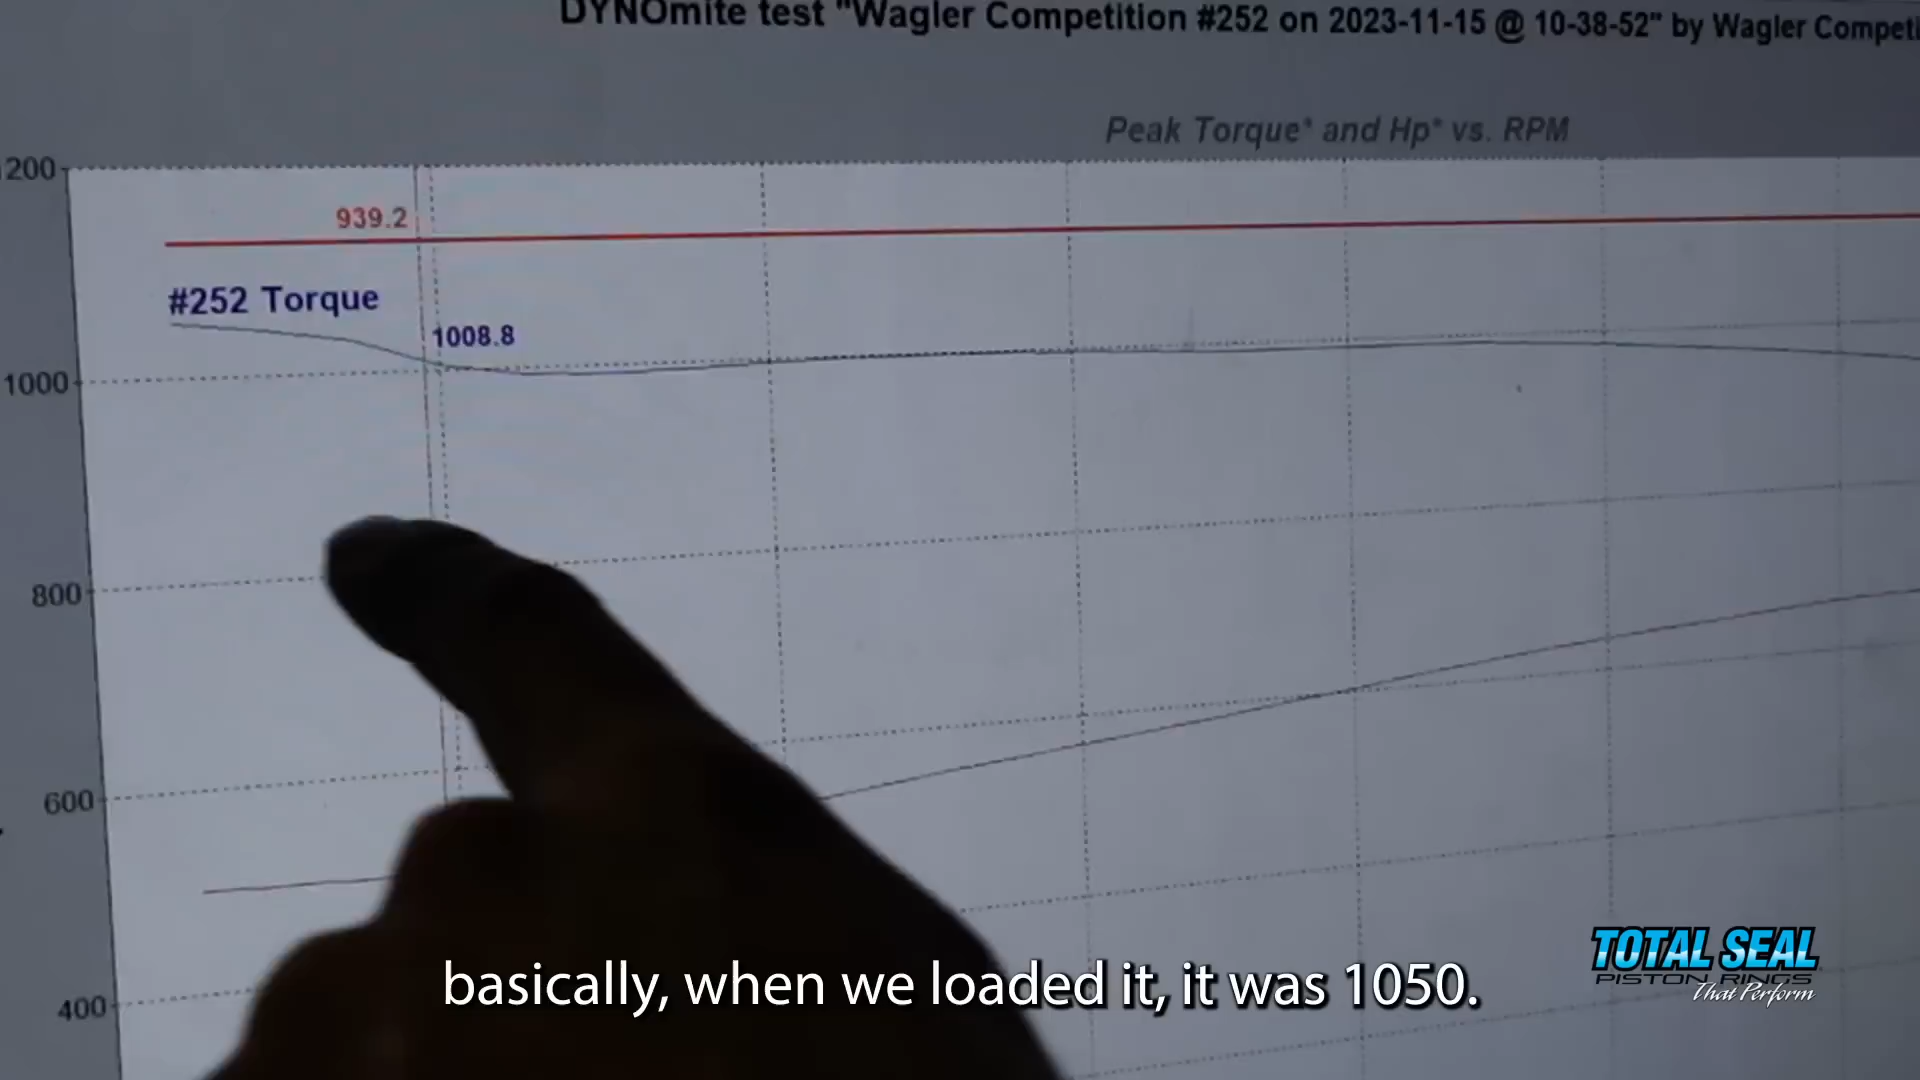 DYNOmite test "Wagler Competition #252 on 2023-11-15 @ 10-38-52" by Wagler Competi
Peak Torque* and Hp* vs. RPM
1200
939.2
#252 Torque
1008.8
1000
800
600
400
basically, when we loaded it, it was 1050.
TOTAL SEAL
PISTON RINGS
That Perform